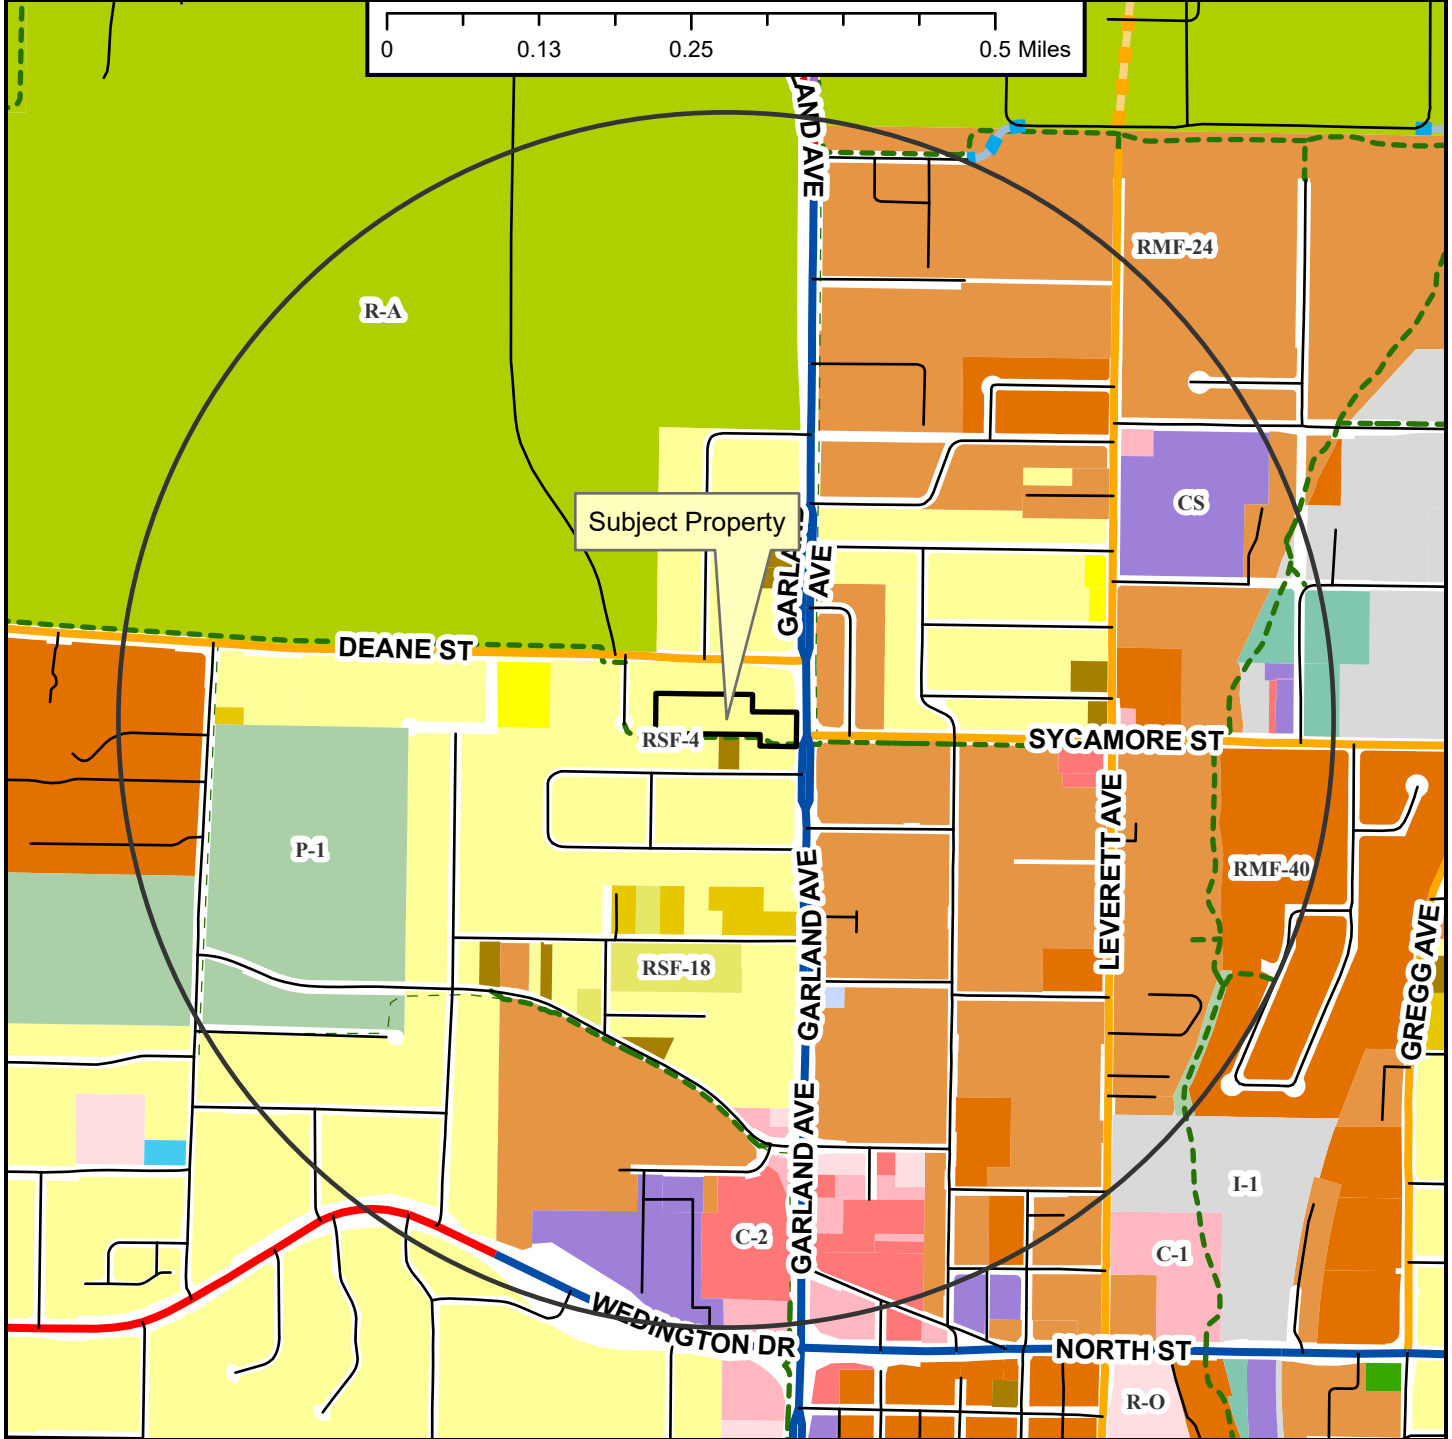 0 0.13 0.25 0.5 Miles
AND AVE
RMF-24
R-A
CS
Subject Property
GARLAND AVE
DEANE ST
RSF-4
SYCAMORE ST
LEVERETT AVE
P-1
RMF-40
GARLAND AVE
RSF-18
GREGG AVE
GARLAND AVE
I-1
C-2
C-1
WEDINGTON DR
NORTH ST
R-O